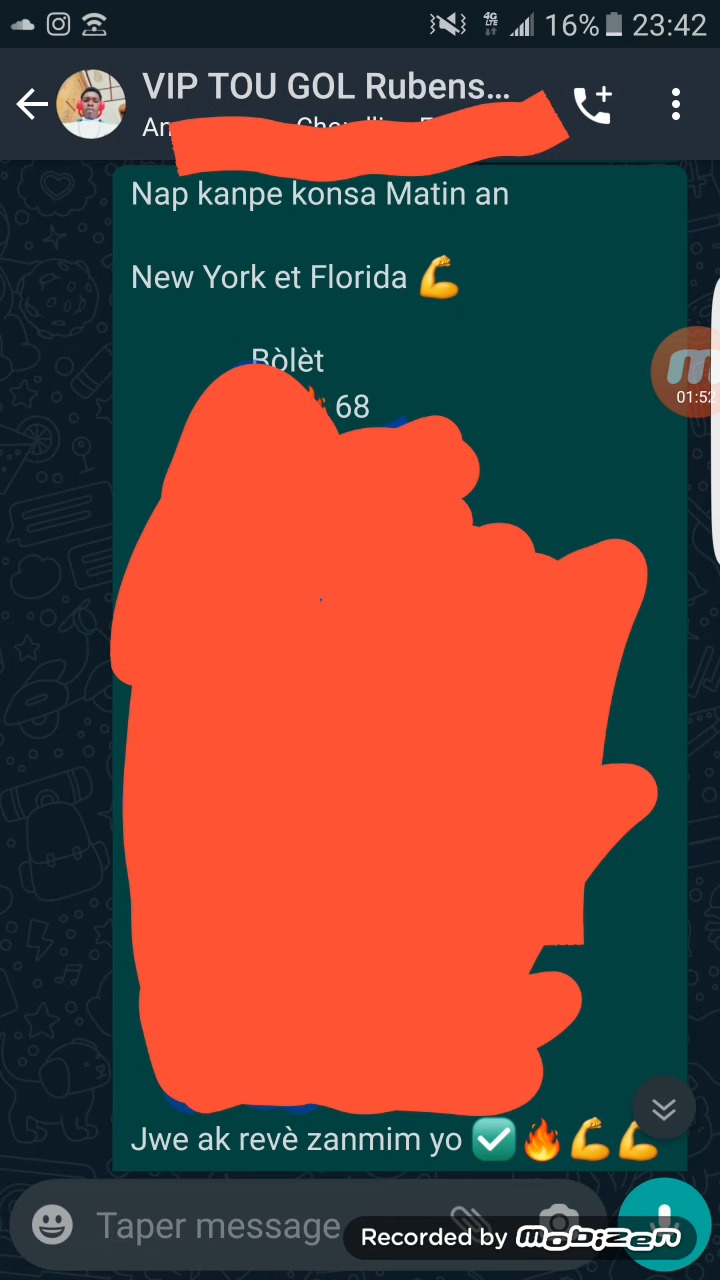 16% 23:42
VIP TOU GOL Rubens...
Nap kanpe konsa Matin an
New York et Florida 💪
Bòlèt
68
01:52
Jwe ak revè zanmim yo ✅🔥💪💪
Taper message
Recorded by mobizen